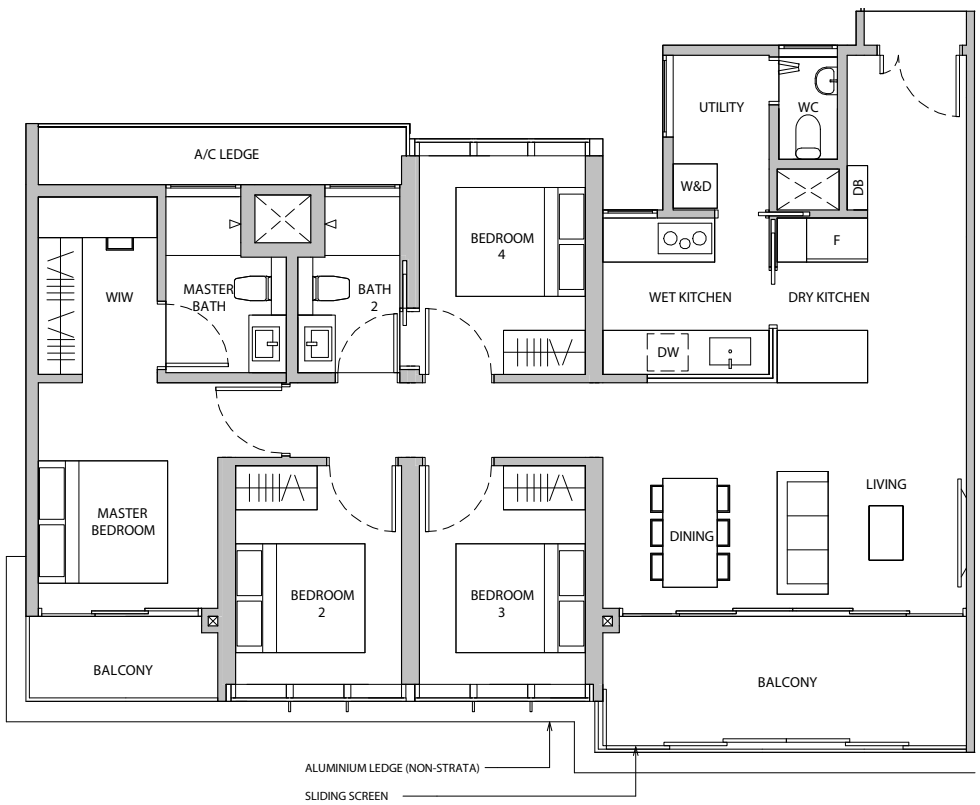 UTILITY
WC
A/C LEDGE
W&D
DB
BEDROOM
4
F
WIW
MASTER
BATH
BATH
2
WET KITCHEN
DRY KITCHEN
DW
LIVING
MASTER
BEDROOM
DINING
BEDROOM
2
BEDROOM
3
BALCONY
BALCONY
ALUMINIUM LEDGE (NON-STRATA)
SLIDING SCREEN